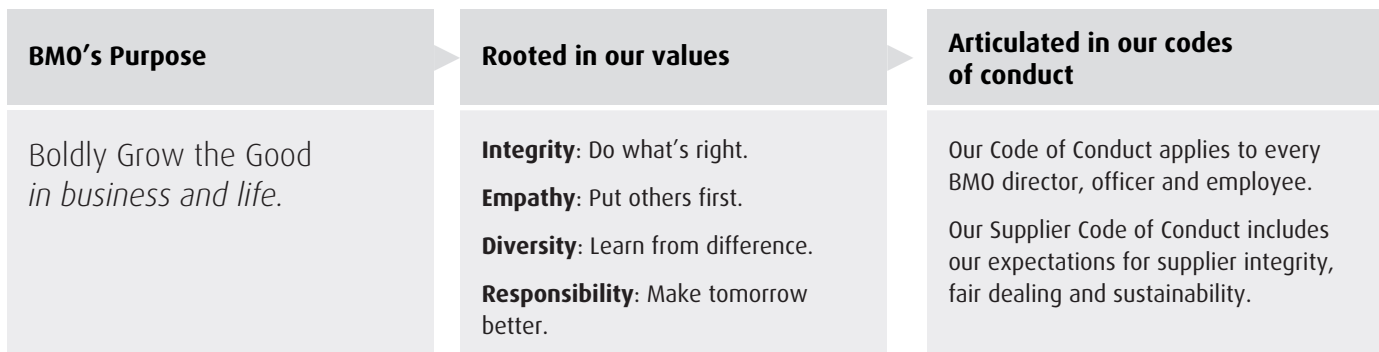 BMO's Purpose
Boldly Grow the Good
in business and life.
Rooted in our values
Integrity: Do what's right.
Empathy: Put others first.
Diversity: Learn from difference.
Responsibility: Make tomorrow
better.
Articulated in our codes
of conduct
Our Code of Conduct applies to every
BMO director, officer and employee.
Our Supplier Code of Conduct includes
our expectations for supplier integrity,
fair dealing and sustainability.